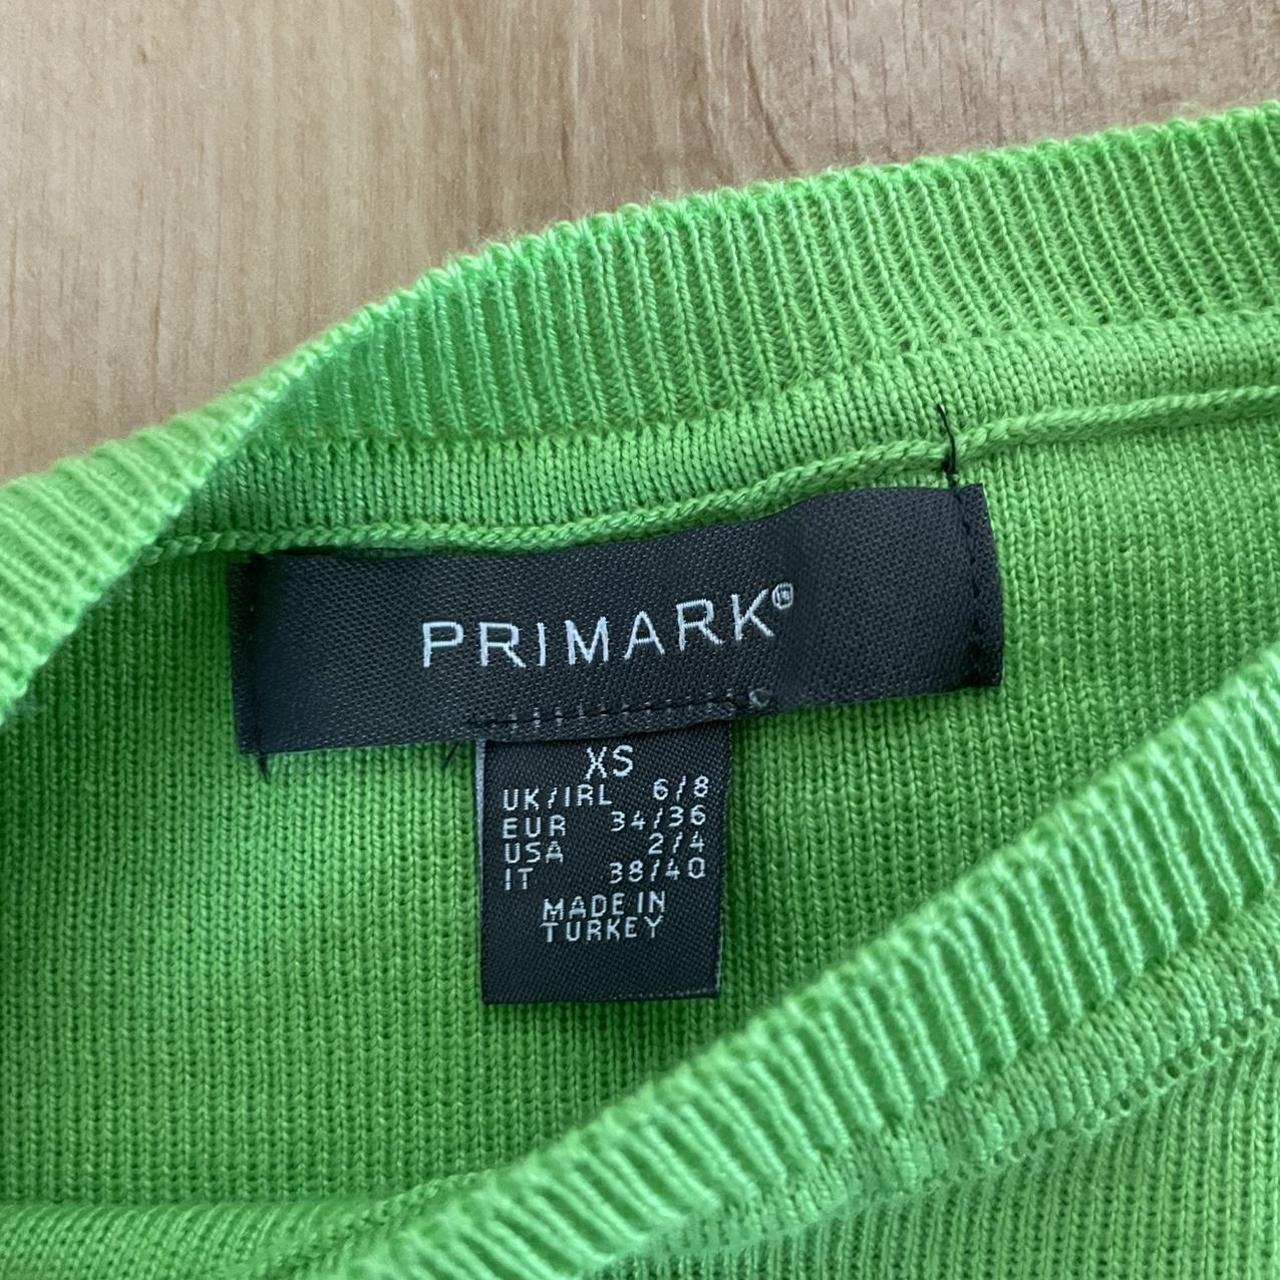 PRIMARK®
XS
UK/IRL 6/8
EUR 34/36
USA 2/4
IT 38/40
MADE IN
TURKEY